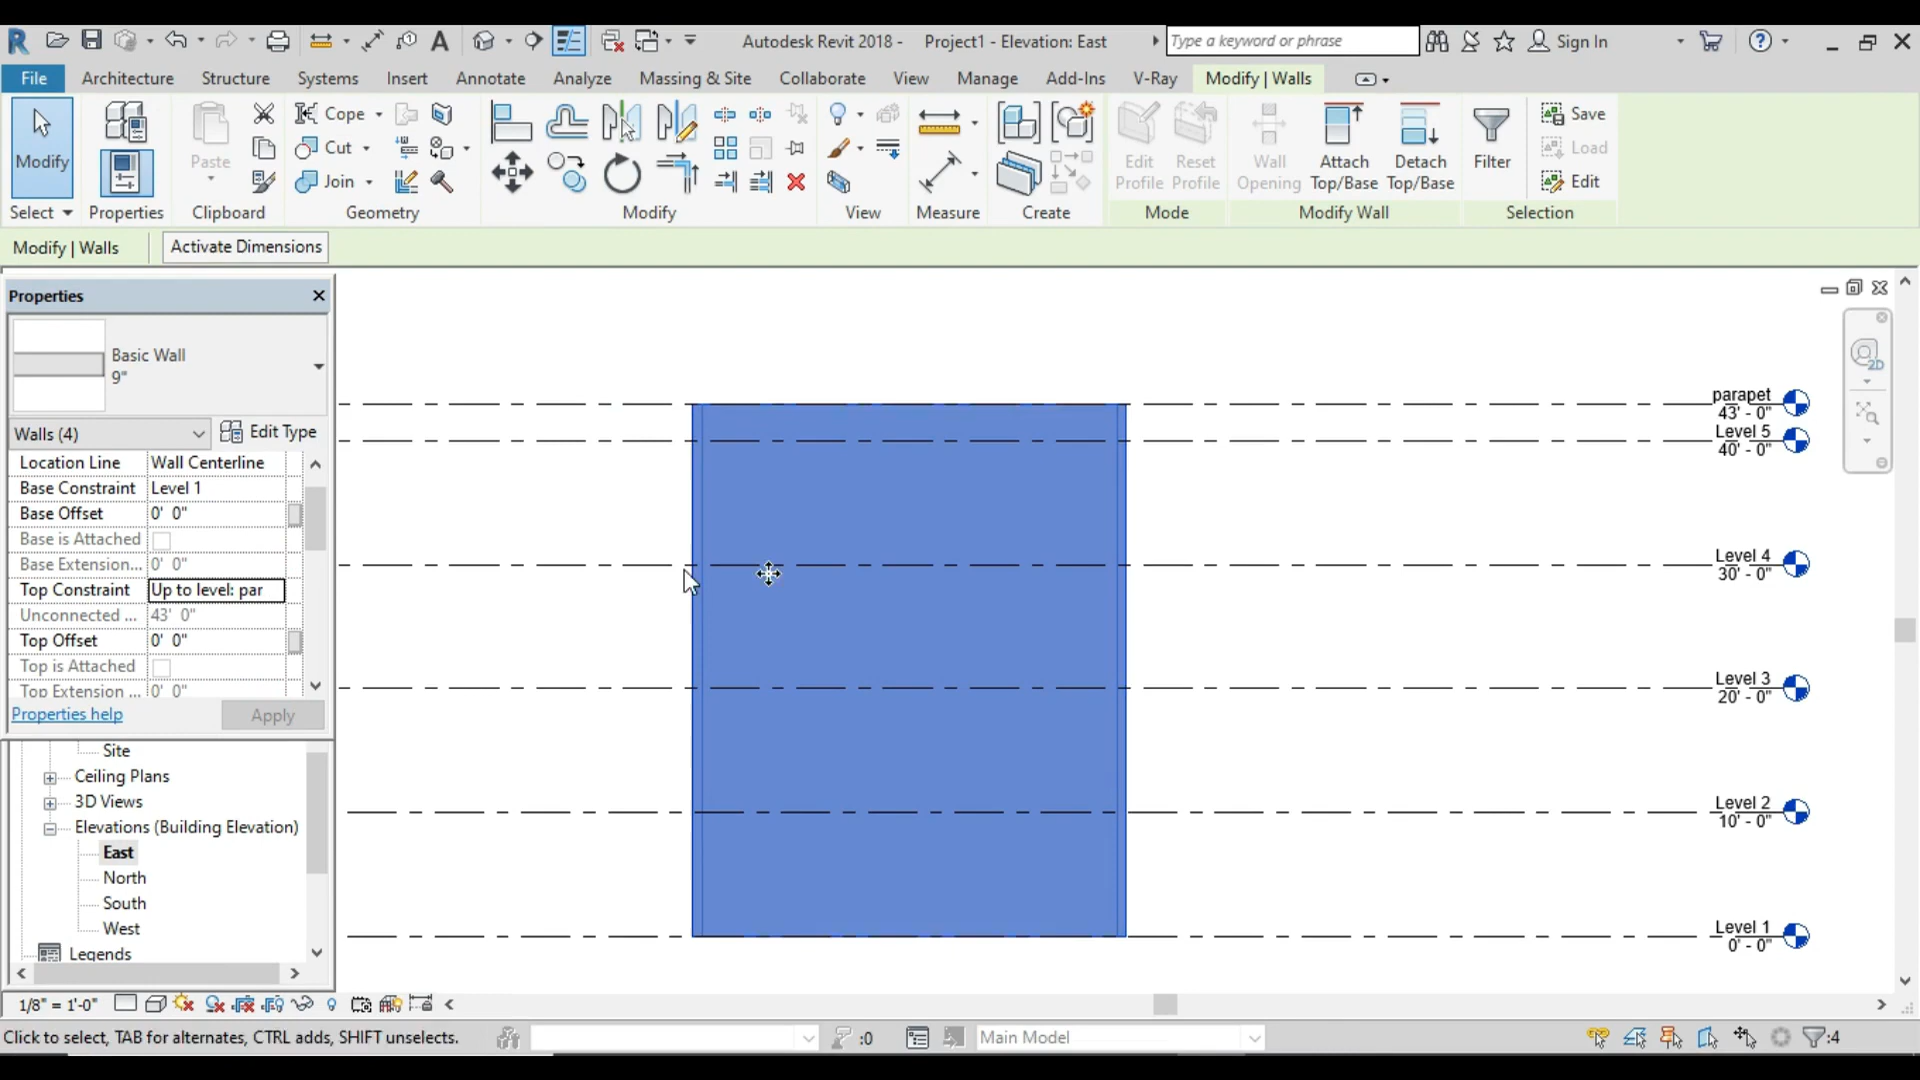 Autodesk Revit 2018 - Project1 - Elevation: East
Type a keyword or phrase
Sign In
File Architecture Structure Systems Insert Annotate Analyze Massing & Site Collaborate View Manage Add-Ins V-Ray Modify | Walls
Modify
Paste
Cope
Cut
Join
Edit Profile
Reset Profile
Wall Opening
Attach Top/Base
Detach Top/Base
Filter
Save
Load
Edit
Select Properties Clipboard Geometry Modify View Measure Create Mode Modify Wall Selection
Modify | Walls Activate Dimensions
Properties
Basic Wall
9"
Walls (4) Edit Type
Location Line Wall Centerline
Base Constraint Level 1
Base Offset 0' 0"
Base is Attached
Base Extension... 0' 0"
Top Constraint Up to level: par
Unconnected ... 43' 0"
Top Offset 0' 0"
Top is Attached
Top Extension ... 0' 0"
Properties help Apply
Site
Ceiling Plans
3D Views
Elevations (Building Elevation)
East
North
South
West
Legends
parapet
43' - 0"
Level 5
40' - 0"
Level 4
30' - 0"
Level 3
20' - 0"
Level 2
10' - 0"
Level 1
0' - 0"
2D
1/8" = 1'-0"
Click to select, TAB for alternates, CTRL adds, SHIFT unselects.
:0
Main Model
:4